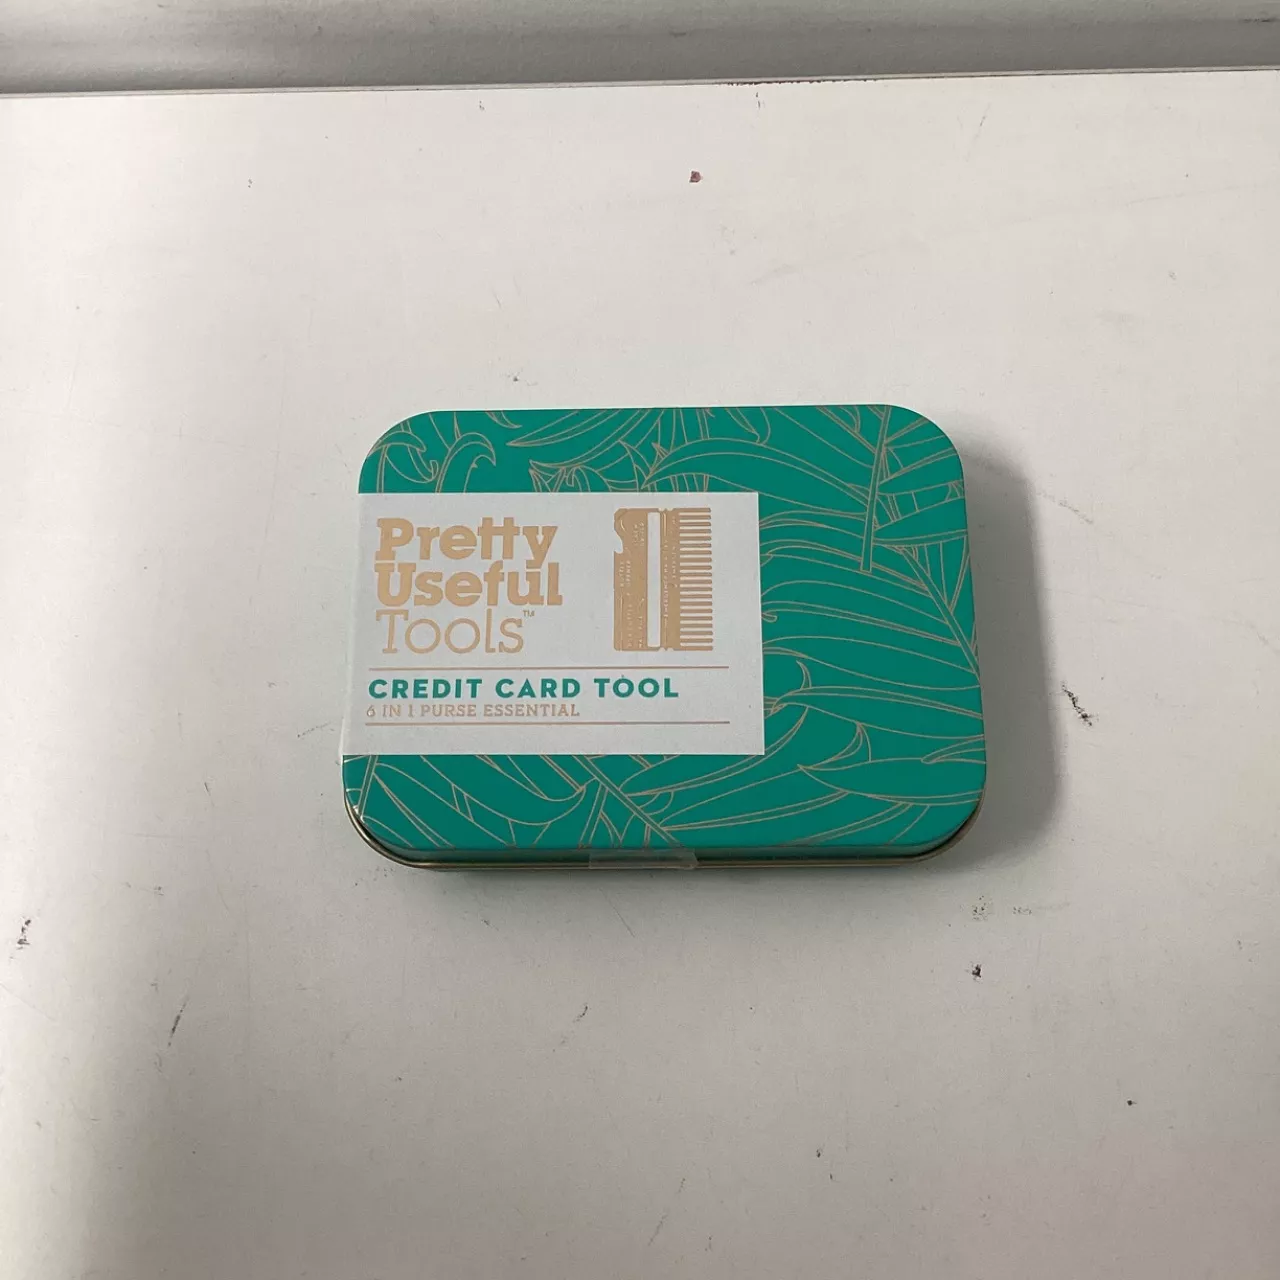 Pretty
Useful
Tools™
CREDIT CARD TOOL
6 IN 1 PURSE ESSENTIAL